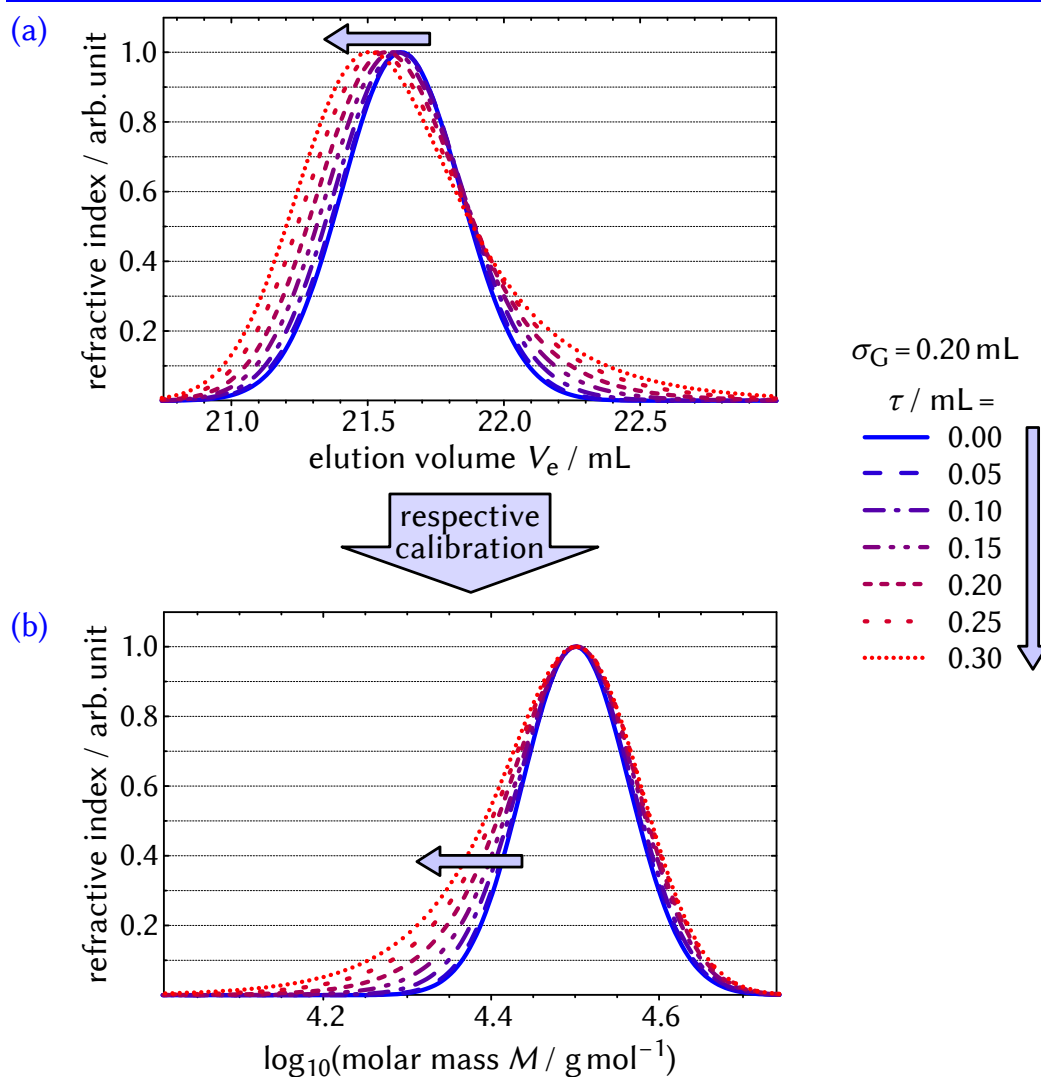 (a)
refractive index / arb. unit
1.0
0.8
0.6
0.4
0.2
21.0 21.5 22.0 22.5
elution volume Vₑ / mL
respective
calibration
(b)
refractive index / arb. unit
1.0
0.8
0.6
0.4
0.2
4.2 4.4 4.6
log₁₀(molar mass M / g mol⁻¹)
σ_G = 0.20 mL
τ / mL =
0.00
0.05
0.10
0.15
0.20
0.25
0.30